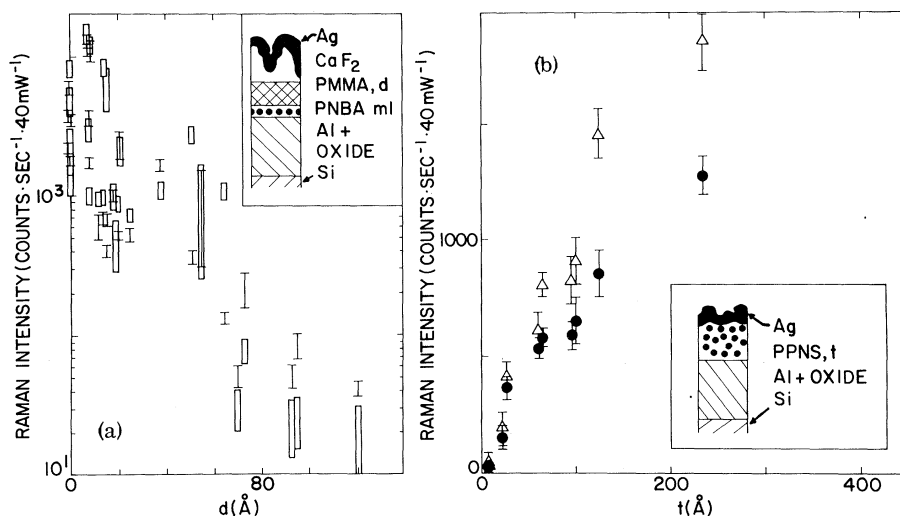 RAMAN INTENSITY (COUNTS·SEC⁻¹·40mW⁻¹)
10³
10¹
0
80
d(Å)
(a)
Ag
CaF₂
PMMA, d
PNBA ml
Al +
OXIDE
Si
RAMAN INTENSITY (COUNTS·SEC⁻¹·40mW⁻¹)
(b)
1000
0
0
100
200
400
t(Å)
Ag
PPNS, t
Al + OXIDE
Si